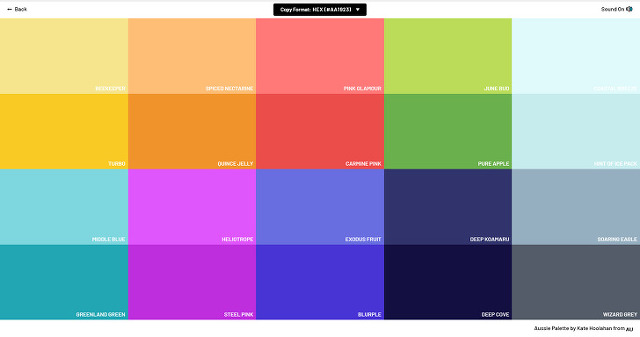 ← Back
Copy Format: HEX (#AA1923) ▼
Sound On
BEEKEEPER
SPICED NECTARINE
PINK GLAMOUR
JUNE BUD
TURBO
QUINCE JELLY
CARMINE PINK
PURE APPLE
HINT OF ICE PACK
MIDDLE BLUE
HELIOTROPE
EXODUS FRUIT
DEEP KOAMARU
SOARING EAGLE
GREENLAND GREEN
STEEL PINK
BLURPLE
DEEP COVE
WIZARD GREY
Aussie Palette by Kate Hoolahan from AU